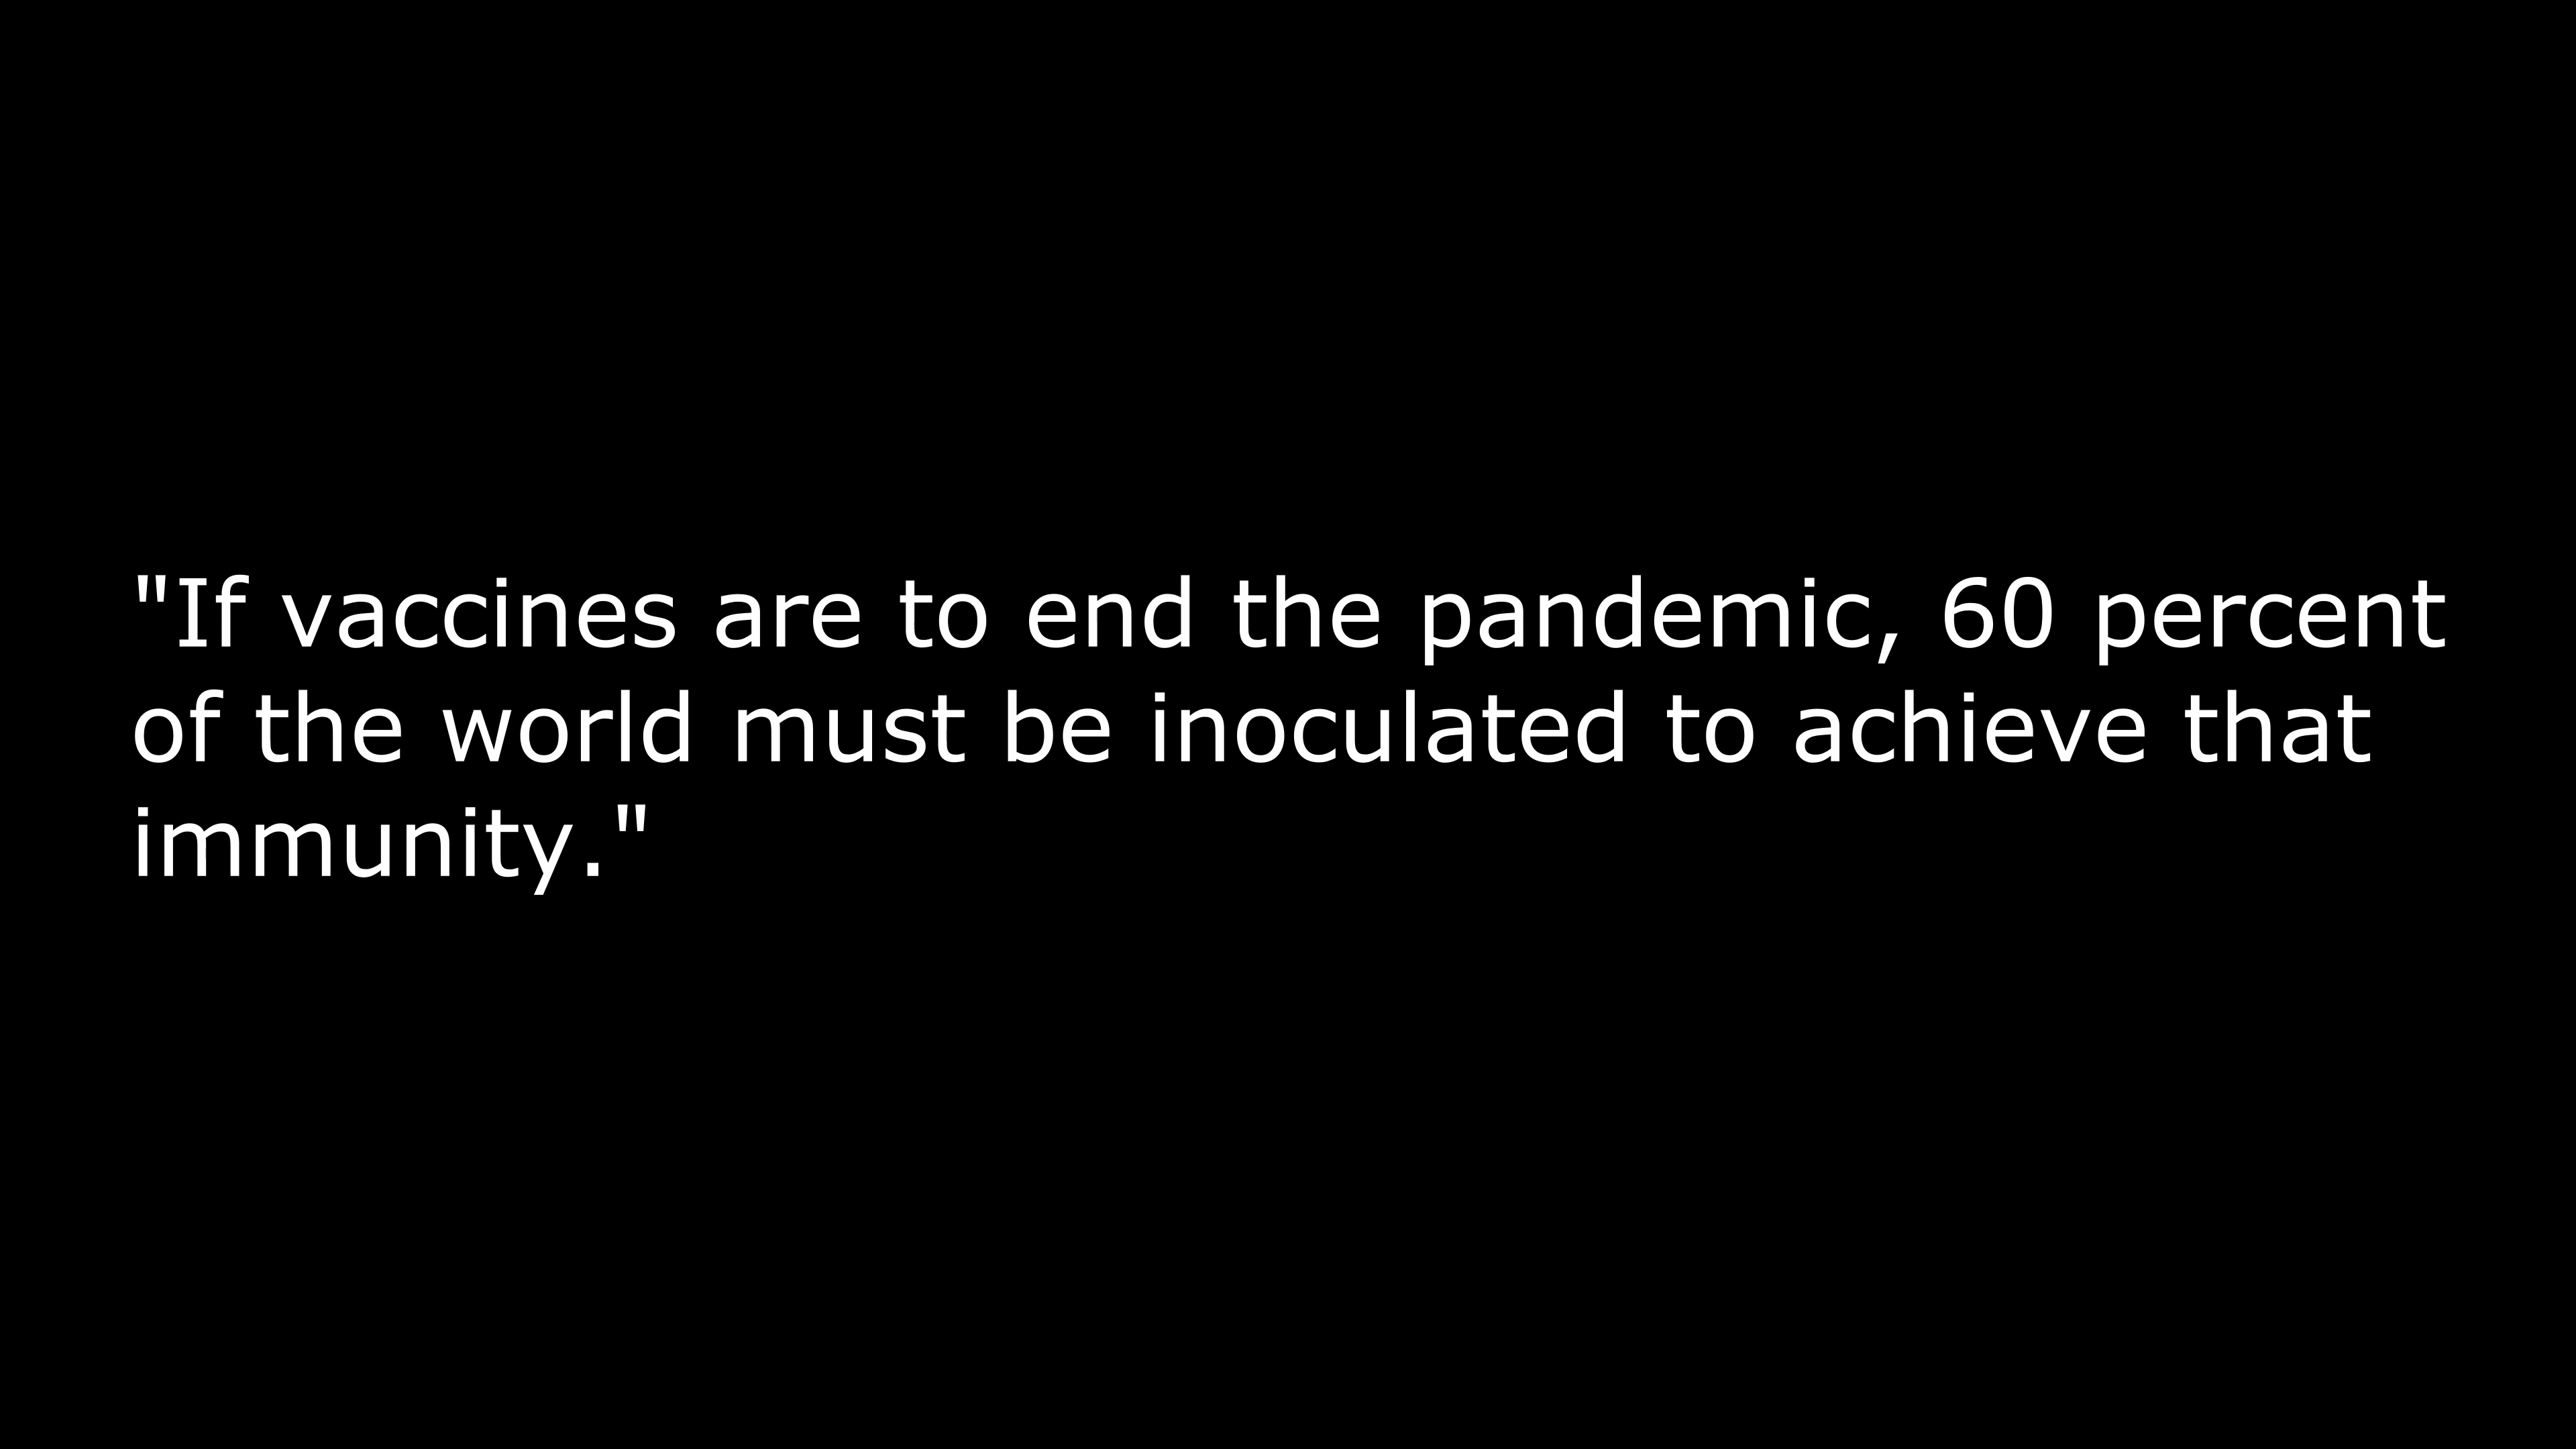 "If vaccines are to end the pandemic, 60 percent
of the world must be inoculated to achieve that
immunity."